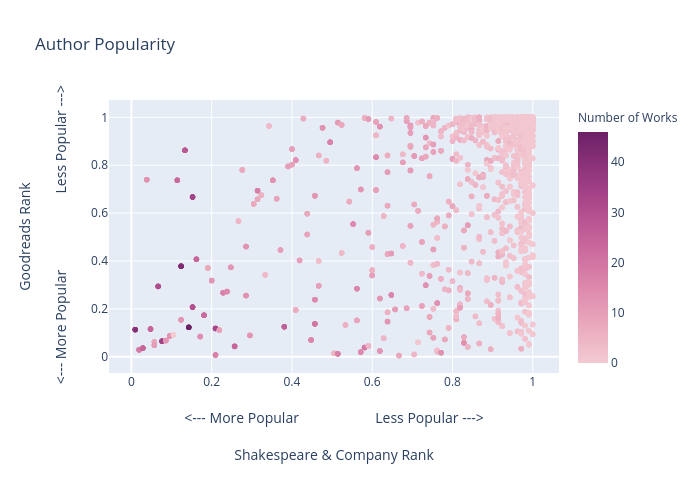 Author Popularity
Number of Works
Goodreads Rank
<--- More Popular Less Popular --->
1
0.8
0.6
0.4
0.2
0
0 0.2 0.4 0.6 0.8 1
40
30
20
10
0
<--- More Popular Less Popular --->
Shakespeare & Company Rank